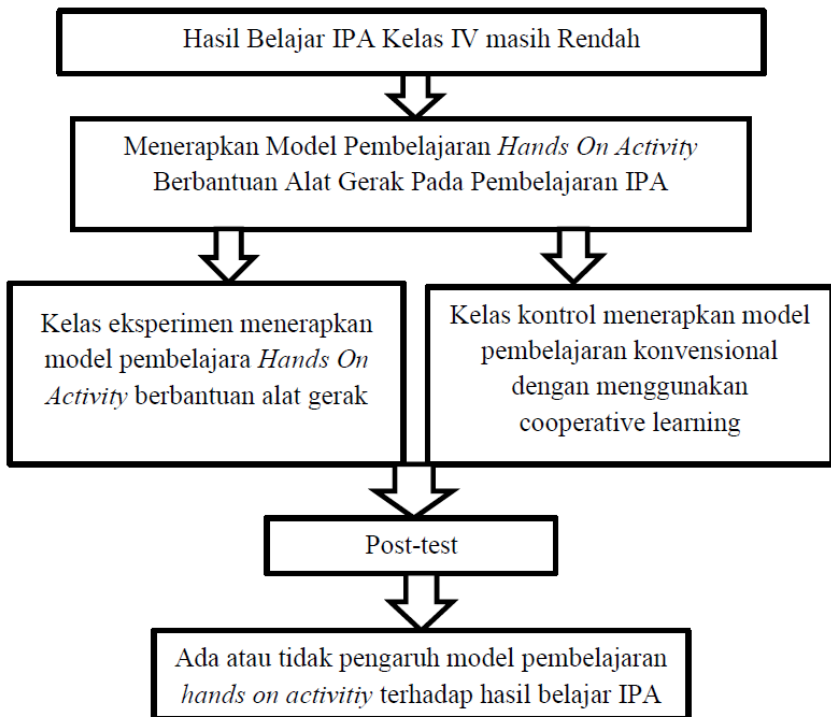 Hasil Belajar IPA Kelas IV masih Rendah
Menerapkan Model Pembelajaran Hands On Activity
Berbantuan Alat Gerak Pada Pembelajaran IPA
Kelas eksperimen menerapkan
model pembelajara Hands On
Activity berbantuan alat gerak
Kelas kontrol menerapkan model
pembelajaran konvensional
dengan menggunakan
cooperative learning
Post-test
Ada atau tidak pengaruh model pembelajaran
hands on activitiy terhadap hasil belajar IPA